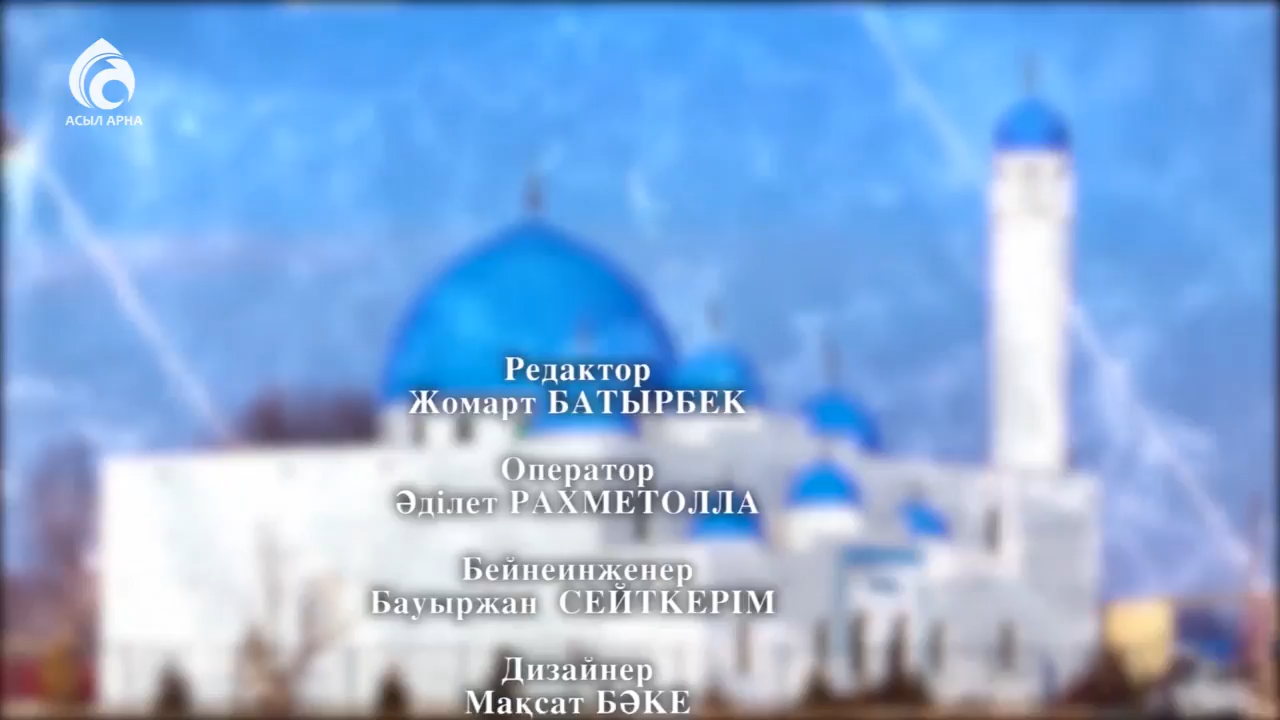 АСЫЛ АРНА
Редактор
Жомарт БАТЫРБЕК
Оператор
Әділет РАХМЕТОЛЛА
Бейнеинженер
Бауыржан СЕЙТКЕРІМ
Дизайнер
Мақсат БӘКЕ